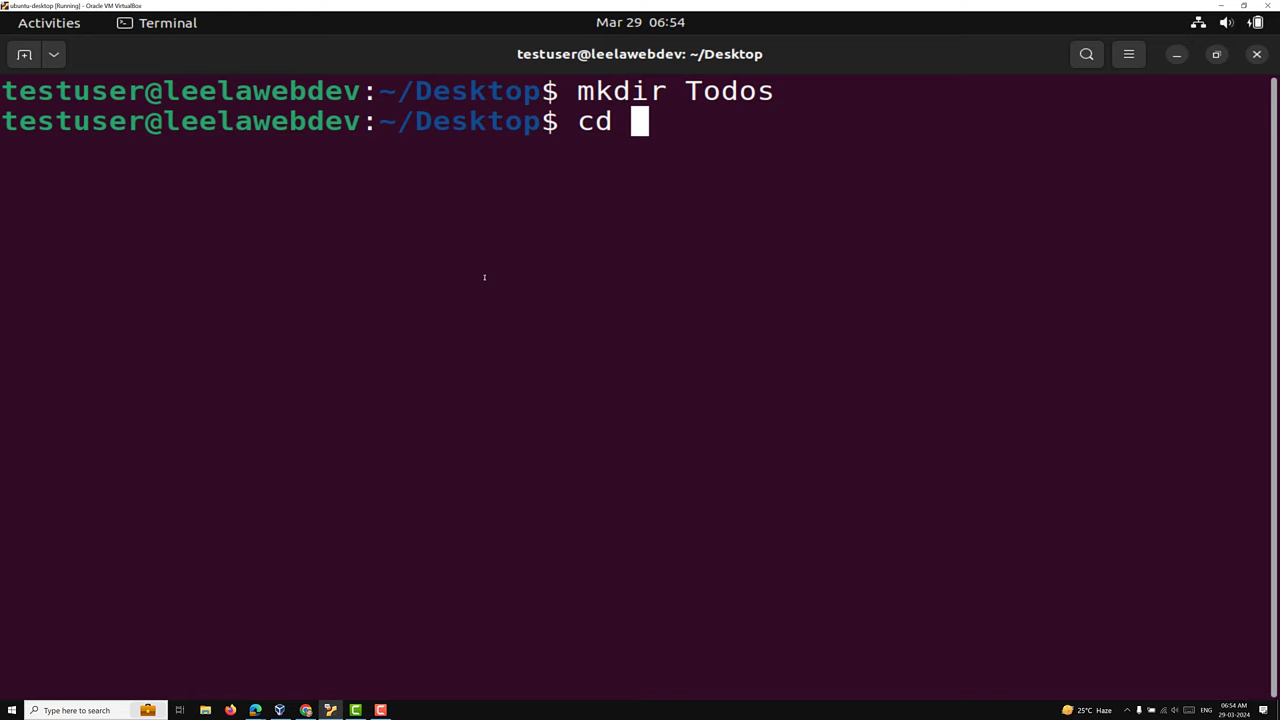 ubuntu-desktop [Running] - Oracle VM VirtualBox
Activities Terminal Mar 29 06:54
testuser@leelawebdev: ~/Desktop
testuser@leelawebdev:~/Desktop$ mkdir Todos
testuser@leelawebdev:~/Desktop$ cd
Type here to search 25°C Haze ENG 06:54 AM
29-03-2024